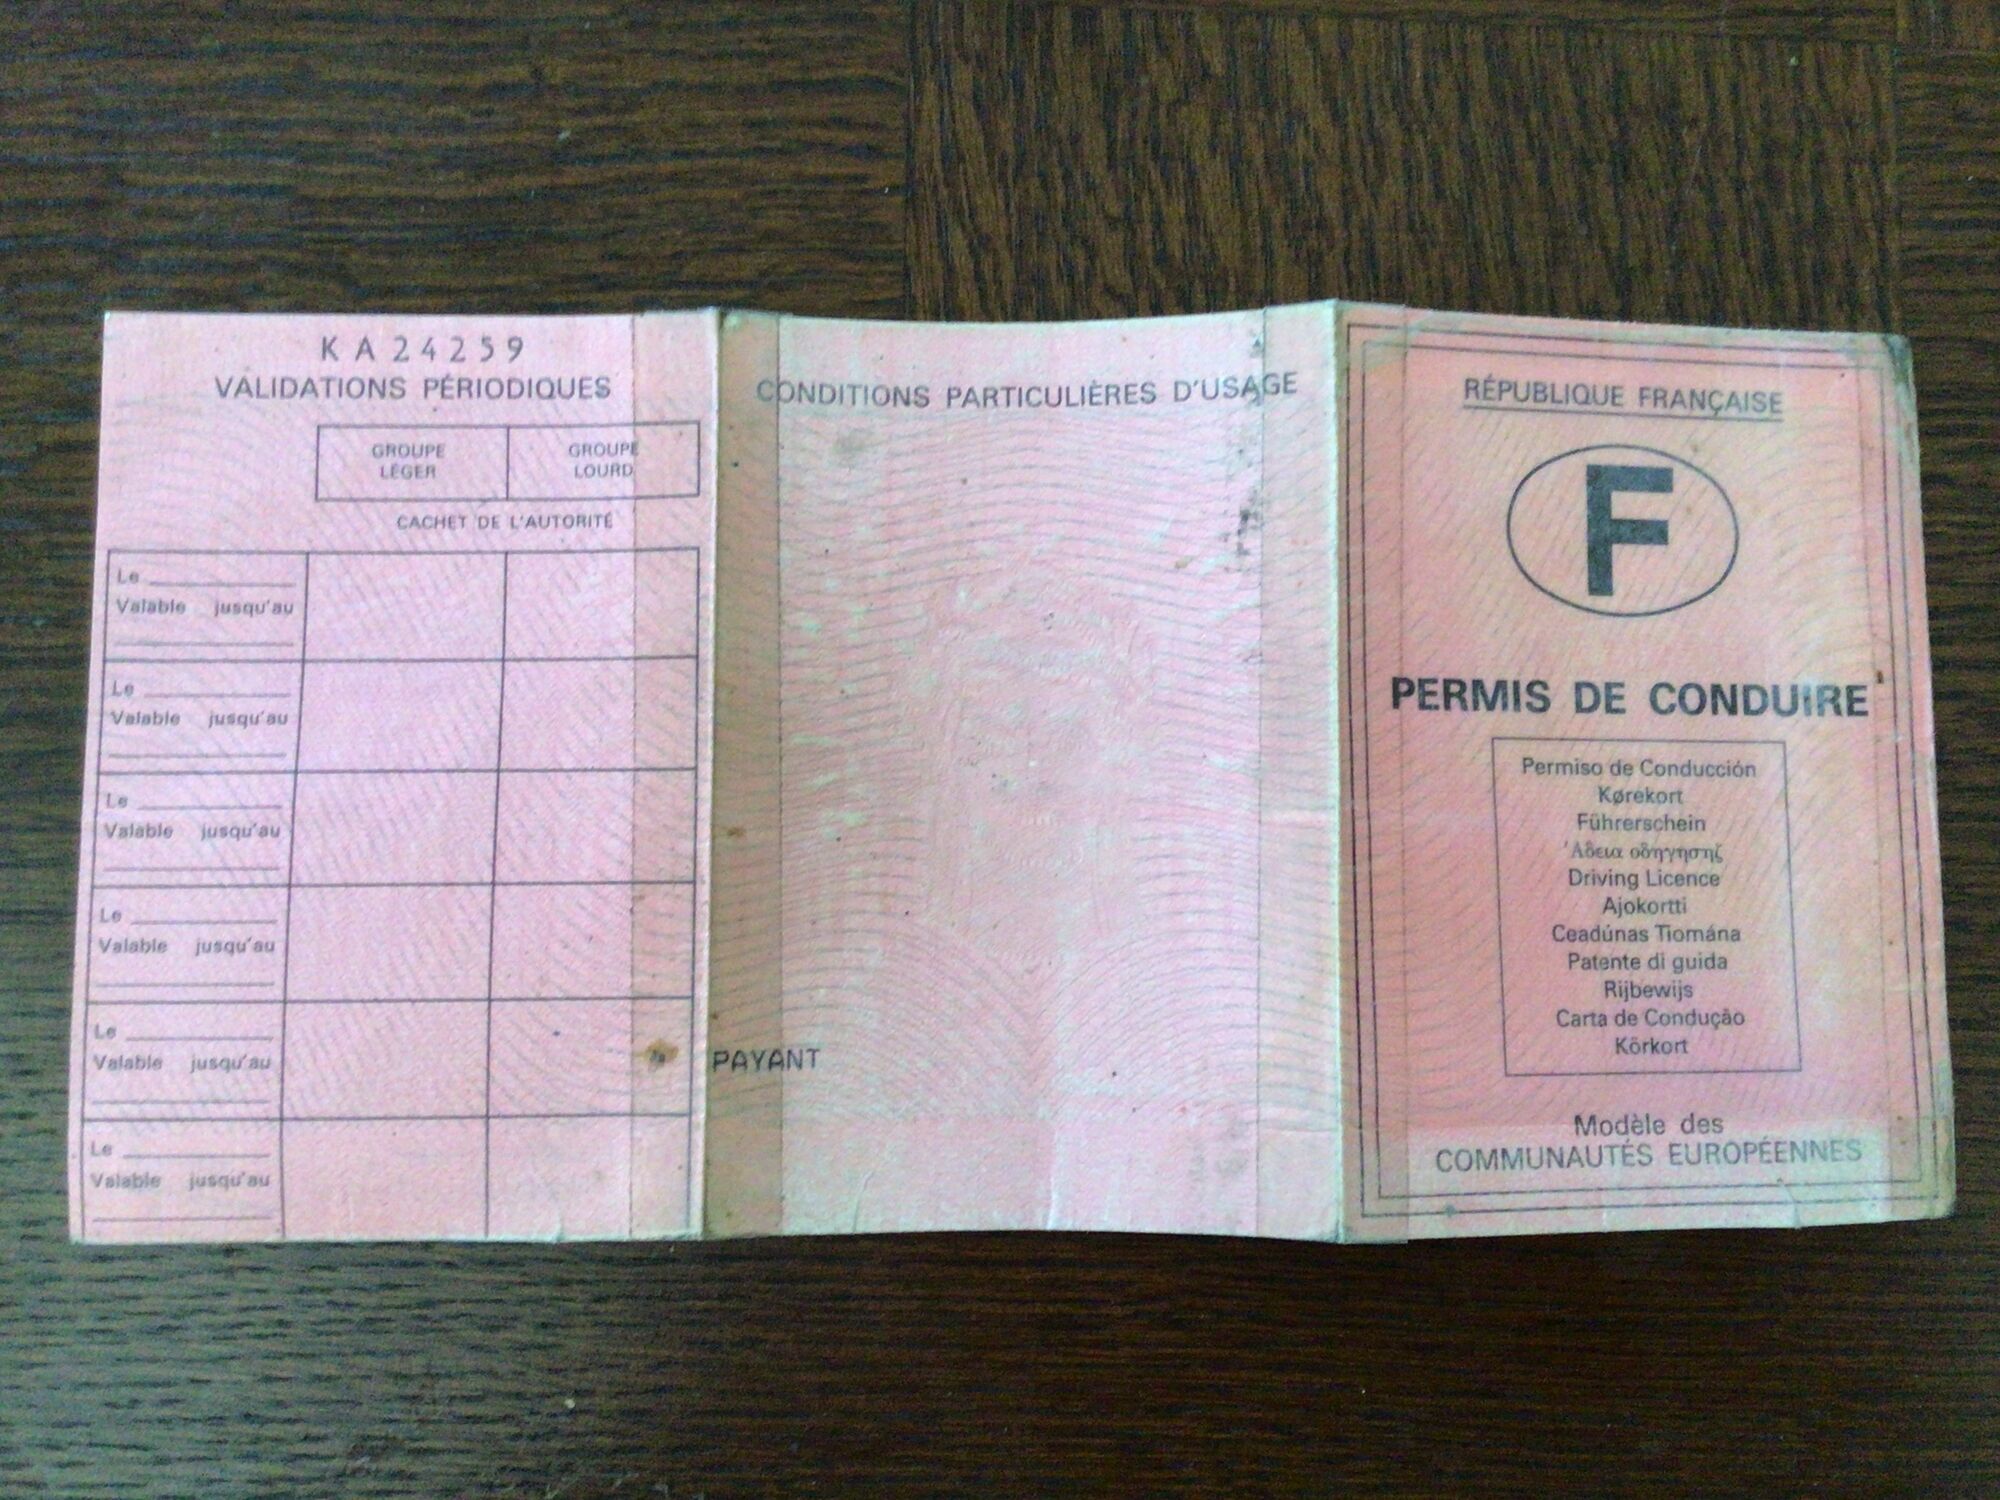 KA24259
VALIDATIONS PÉRIODIQUES
GROUPE LÉGER
GROUPE LOURD
CACHET DE L'AUTORITÉ
Le
Valable jusqu'au
Le
Valable jusqu'au
Le
Valable jusqu'au
Le
Valable jusqu'au
Le
Valable jusqu'au
Le
Valable jusqu'au
CONDITIONS PARTICULIÈRES D'USAGE
PAYANT
RÉPUBLIQUE FRANÇAISE
F
PERMIS DE CONDUIRE
Permiso de Conducción
Kørekort
Führerschein
'Αδεια οδηγησηζ
Driving Licence
Ajokortti
Ceadúnas Tiomána
Patente di guida
Rijbewijs
Carta de Condução
Körkort
Modèle des
COMMUNAUTÉS EUROPÉENNES